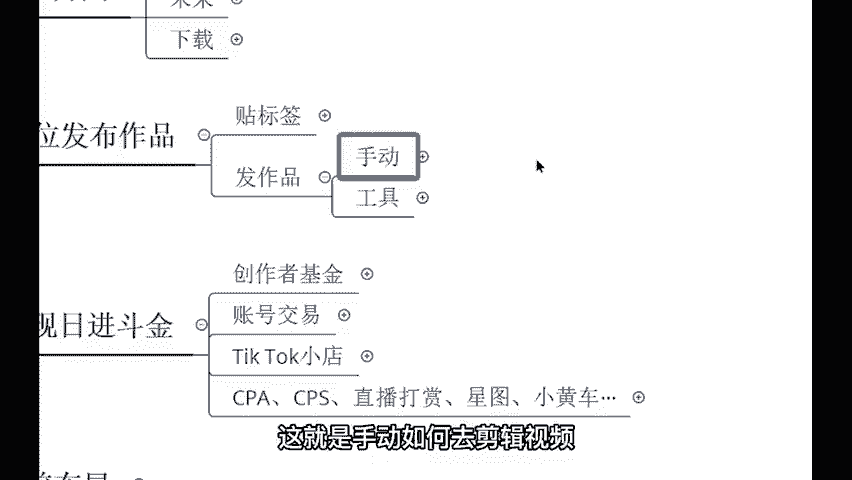 下载
位发布作品
贴标签
发作品
手动
工具
创作者基金
账号交易
现日进斗金
Tik Tok小店
CPA、CPS、直播打赏、星图、小黄车…
这就是手动如何去剪辑视频